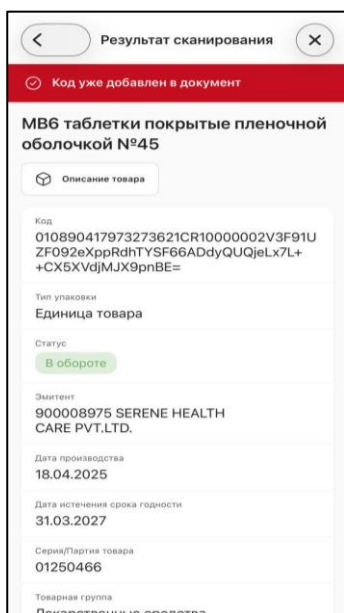 Результат сканирования
Код уже добавлен в документ
MB6 таблетки покрытые пленочной
оболочкой №45
Описание товара
Код
010890417973273621CR10000002V3F91U
ZF092eXppRdhTYSF66ADdyQUQjeLx7L+
+CX5XVdjMJX9pnBE=
Тип упаковки
Единица товара
Статус
В обороте
Эмитент
900008975 SERENE HEALTH
CARE PVT.LTD.
Дата производства
18.04.2025
Дата истечения срока годности
31.03.2027
Серия/Партия товара
01250466
Товарная группа
Лекарственные средства